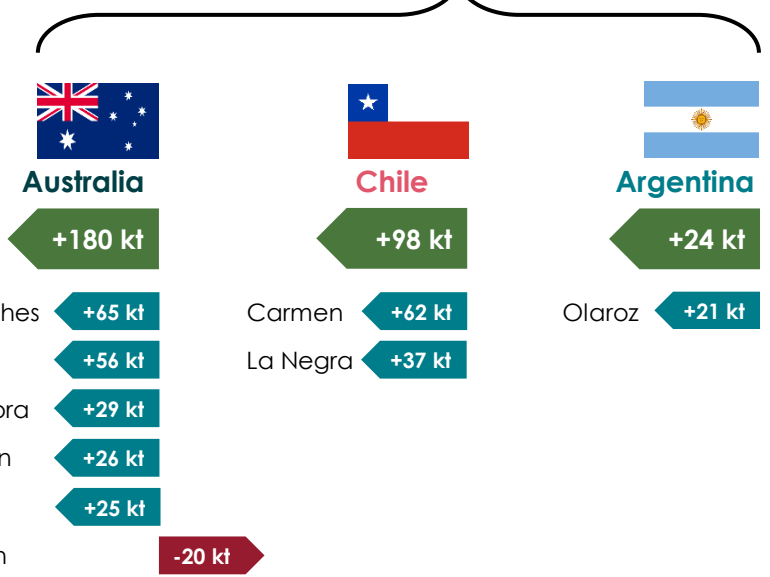 Australia Chile Argentina
+180 kt +98 kt +24 kt
+65 kt Carmen +62 kt Olaroz +21 kt
+56 kt La Negra +37 kt
+29 kt
+26 kt
+25 kt
-20 kt